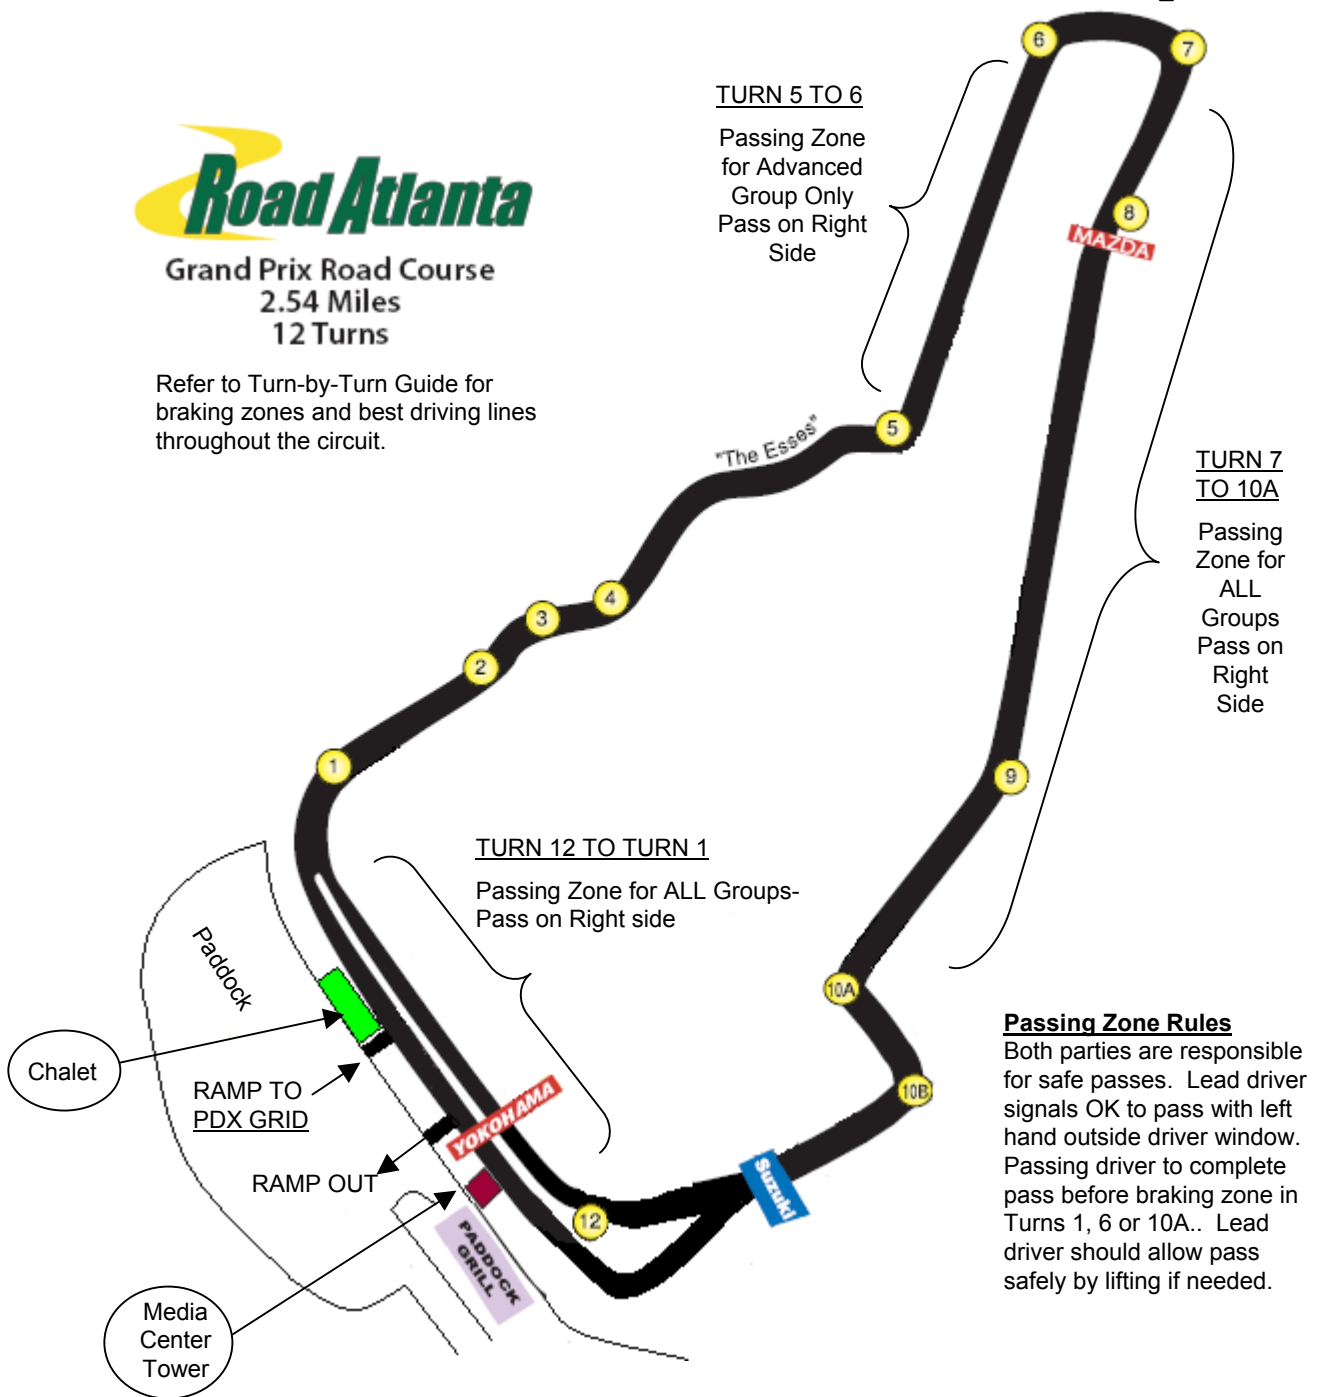 Road Atlanta
Grand Prix Road Course
2.54 Miles
12 Turns
Refer to Turn-by-Turn Guide for
braking zones and best driving lines
throughout the circuit.
TURN 5 TO 6
Passing Zone
for Advanced
Group Only
Pass on Right
Side
6
7
8
MAZDA
5
"The Esses"
4
3
2
1
TURN 7
TO 10A
Passing
Zone for
ALL
Groups
Pass on
Right
Side
9
TURN 12 TO TURN 1
Passing Zone for ALL Groups-
Pass on Right side
10A
10B
Paddock
Chalet
RAMP TO
PDX GRID
RAMP OUT
YOKOHAMA
Suzuki
12
PADDOCK
GRILL
Media
Center
Tower
Passing Zone Rules
Both parties are responsible
for safe passes. Lead driver
signals OK to pass with left
hand outside driver window.
Passing driver to complete
pass before braking zone in
Turns 1, 6 or 10A.. Lead
driver should allow pass
safely by lifting if needed.